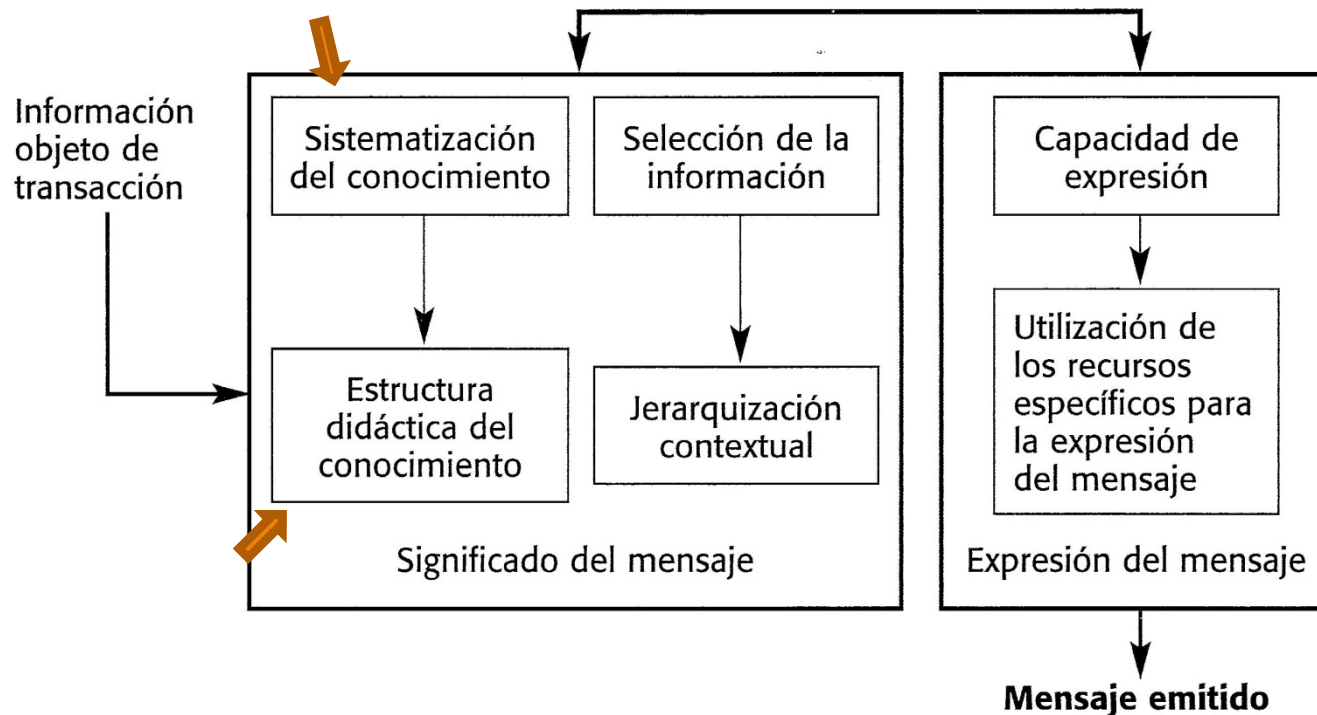 Información
objeto de
transacción
Sistematización
del conocimiento
Selección de la
información
Estructura
didáctica del
conocimiento
Jerarquización
contextual
Significado del mensaje
Capacidad de
expresión
Utilización de
los recursos
específicos para
la expresión
del mensaje
Expresión del mensaje
Mensaje emitido